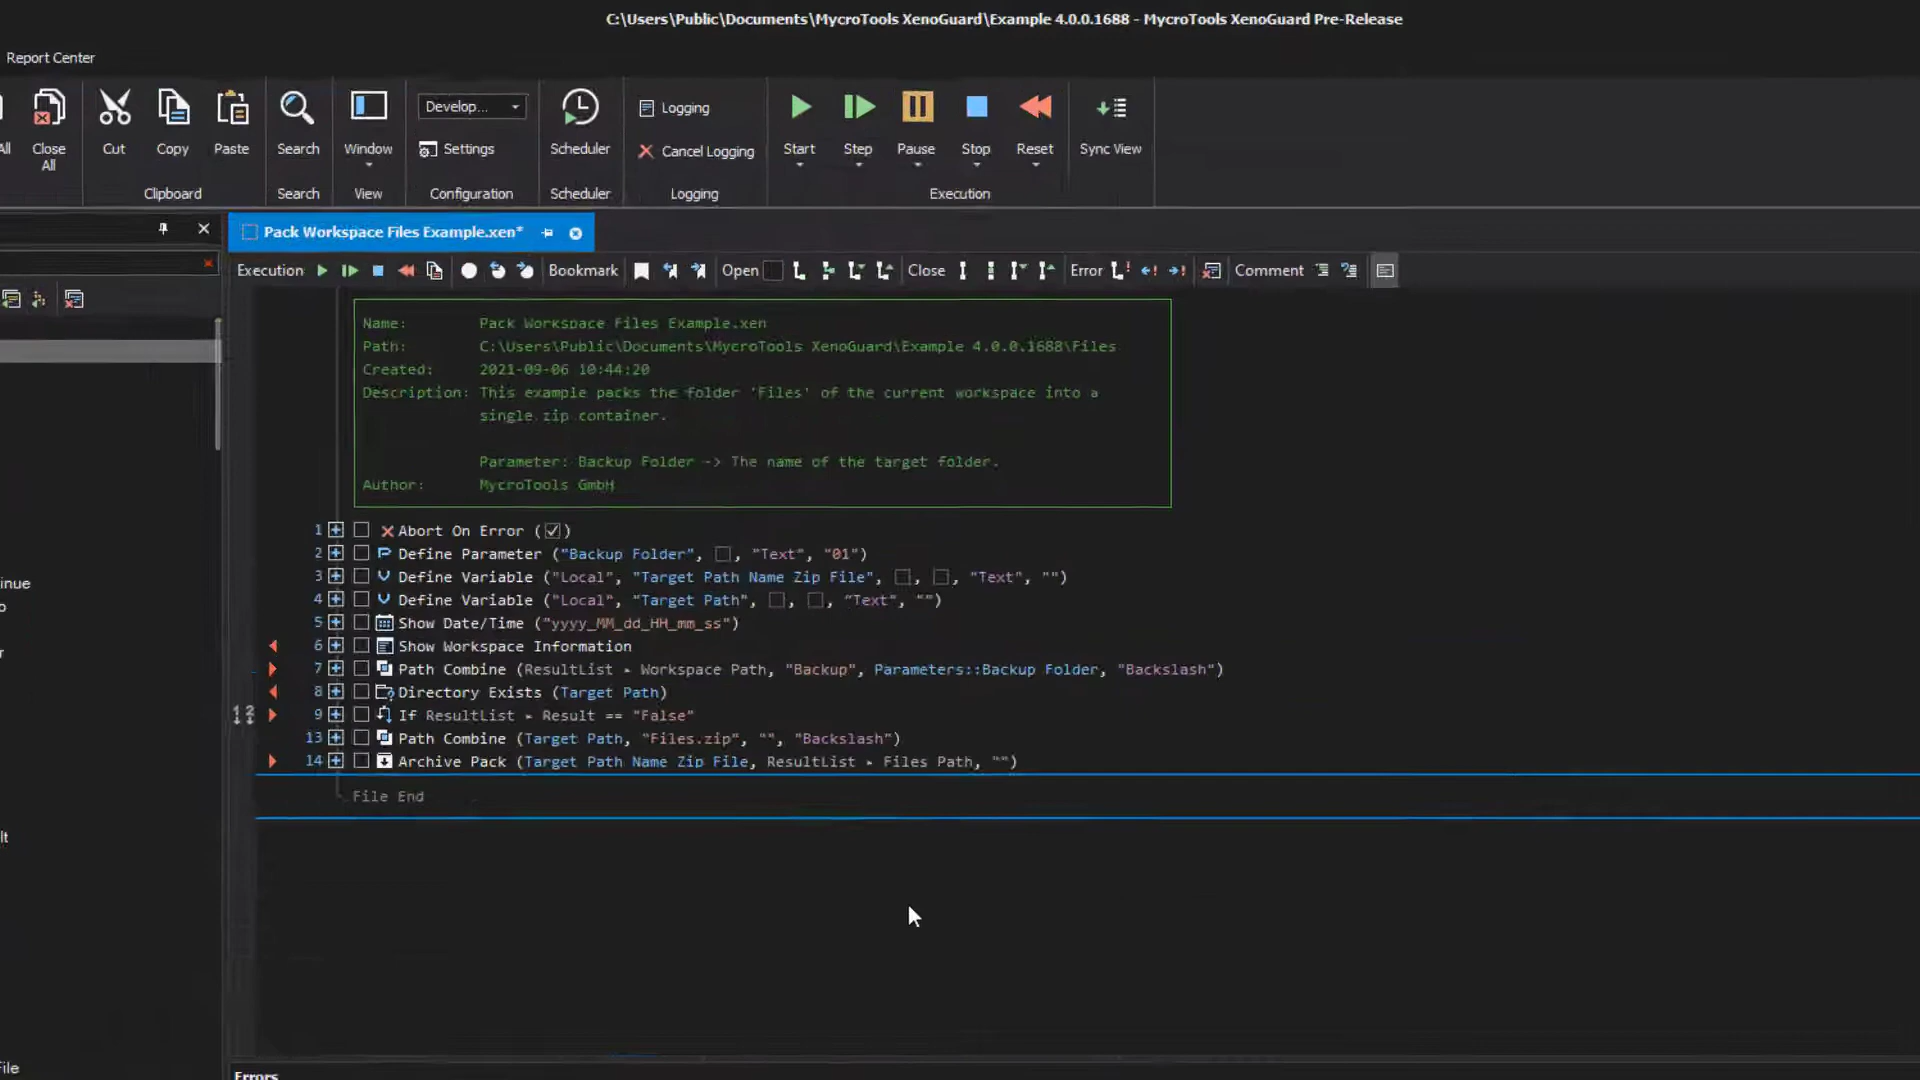 C:\Users\Public\Documents\MycroTools XenoGuard\Example 4.0.0.1688 - MycroTools XenoGuard Pre-Release
Report Center
All
Close All
Cut
Copy
Paste
Clipboard
Search
Search
Window
View
Develop...
Settings
Configuration
Scheduler
Scheduler
Logging
Cancel Logging
Logging
Start
Step
Pause
Stop
Reset
Execution
Sync View
Pack Workspace Files Example.xen*
Execution
Bookmark
Open
Close
Error
Comment
Name: Pack Workspace Files Example.xen
Path: C:\Users\Public\Documents\MycroTools XenoGuard\Example 4.0.0.1688\Files
Created: 2021-09-06 10:44:20
Description: This example packs the folder 'Files' of the current workspace into a
single zip container.
Parameter: Backup Folder -> The name of the target folder.
Author: MycroTools GmbH
1 Abort On Error (☑)
2 Define Parameter ("Backup Folder", ☐, "Text", "01")
3 Define Variable ("Local", "Target Path Name Zip File", ☐, ☐, "Text", "")
4 Define Variable ("Local", "Target Path", ☐, ☐, "Text", "")
5 Show Date/Time ("yyyy_MM_dd_HH_mm_ss")
6 Show Workspace Information
7 Path Combine (ResultList ▸ Workspace Path, "Backup", Parameters::Backup Folder, "Backslash")
8 Directory Exists (Target Path)
1 2 9 If ResultList ▸ Result == "False"
13 Path Combine (Target Path, "Files.zip", "", "Backslash")
14 Archive Pack (Target Path Name Zip File, ResultList ▸ Files Path, "")
File End
Errors